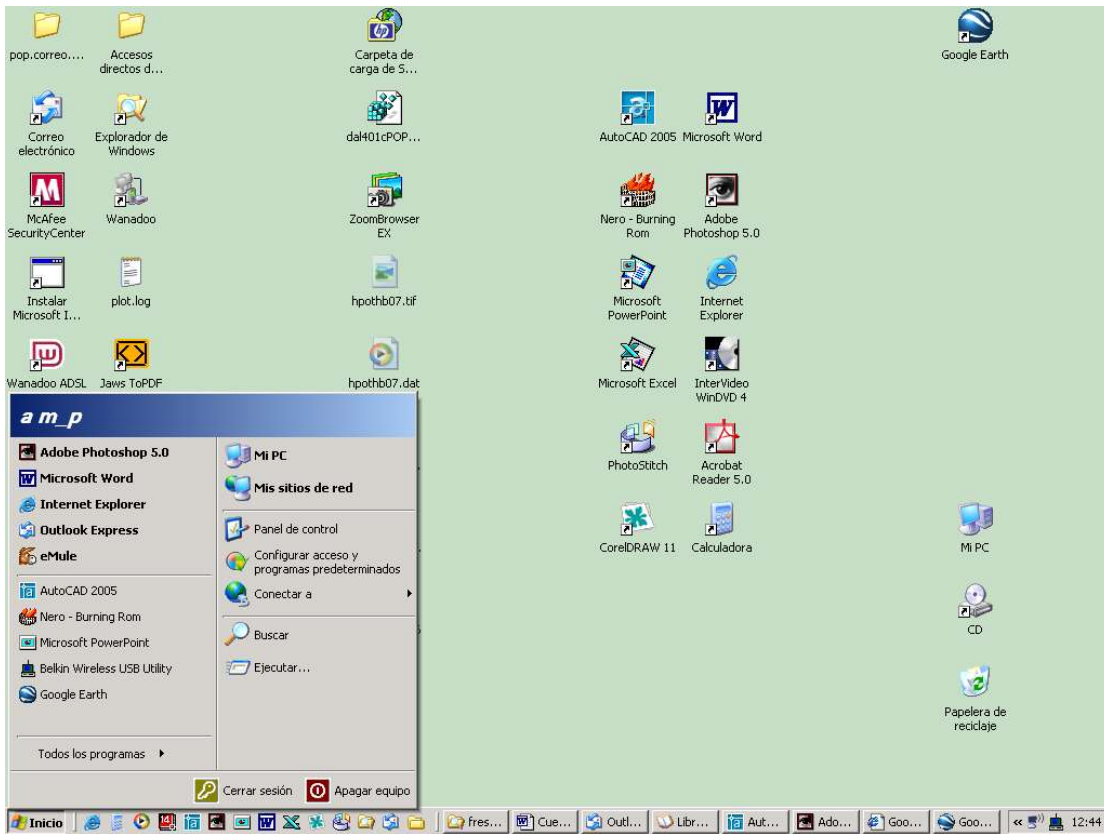 pop.correo....
Accesos
directos d...
Carpeta de
carga de S...
Google Earth
Correo
electrónico
Explorador de
Windows
dal401cPOP...
AutoCAD 2005
Microsoft Word
McAfee
SecurityCenter
Wanadoo
ZoomBrowser
EX
Nero - Burning
Rom
Adobe
Photoshop 5.0
Instalar
Microsoft I...
plot.log
hpothb07.tif
Microsoft
PowerPoint
Internet
Explorer
Wanadoo ADSL
Jaws ToPDF
hpothb07.dat
Microsoft Excel
InterVideo
WinDVD 4
PhotoStitch
Acrobat
Reader 5.0
CorelDRAW 11
Calculadora
Mi PC
CD
Papelera de
reciclaje
a m_p
Adobe Photoshop 5.0
Microsoft Word
Internet Explorer
Outlook Express
eMule
AutoCAD 2005
Nero - Burning Rom
Microsoft PowerPoint
Belkin Wireless USB Utility
Google Earth
Todos los programas
Mi PC
Mis sitios de red
Panel de control
Configurar acceso y
programas predeterminados
Conectar a
Buscar
Ejecutar...
Cerrar sesión
Apagar equipo
Inicio
fres...
Cue...
Outl...
Libr...
Aut...
Ado...
Goo...
Goo...
«
12:44